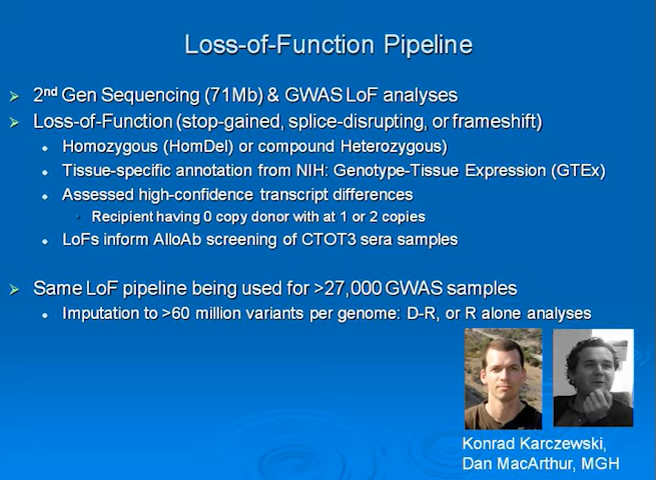 Loss-of-Function Pipeline
2nd Gen Sequencing (71Mb) & GWAS LoF analyses
Loss-of-Function (stop-gained, splice-disrupting, or frameshift)
Homozygous (HomDel) or compound Heterozygous)
Tissue-specific annotation from NIH: Genotype-Tissue Expression (GTEx)
Assessed high-confidence transcript differences
Recipient having 0 copy donor with at 1 or 2 copies
LoFs inform AlloAb screening of CTOT3 sera samples
Same LoF pipeline being used for >27,000 GWAS samples
Imputation to >60 million variants per genome: D-R, or R alone analyses
Konrad Karczewski,
Dan MacArthur, MGH